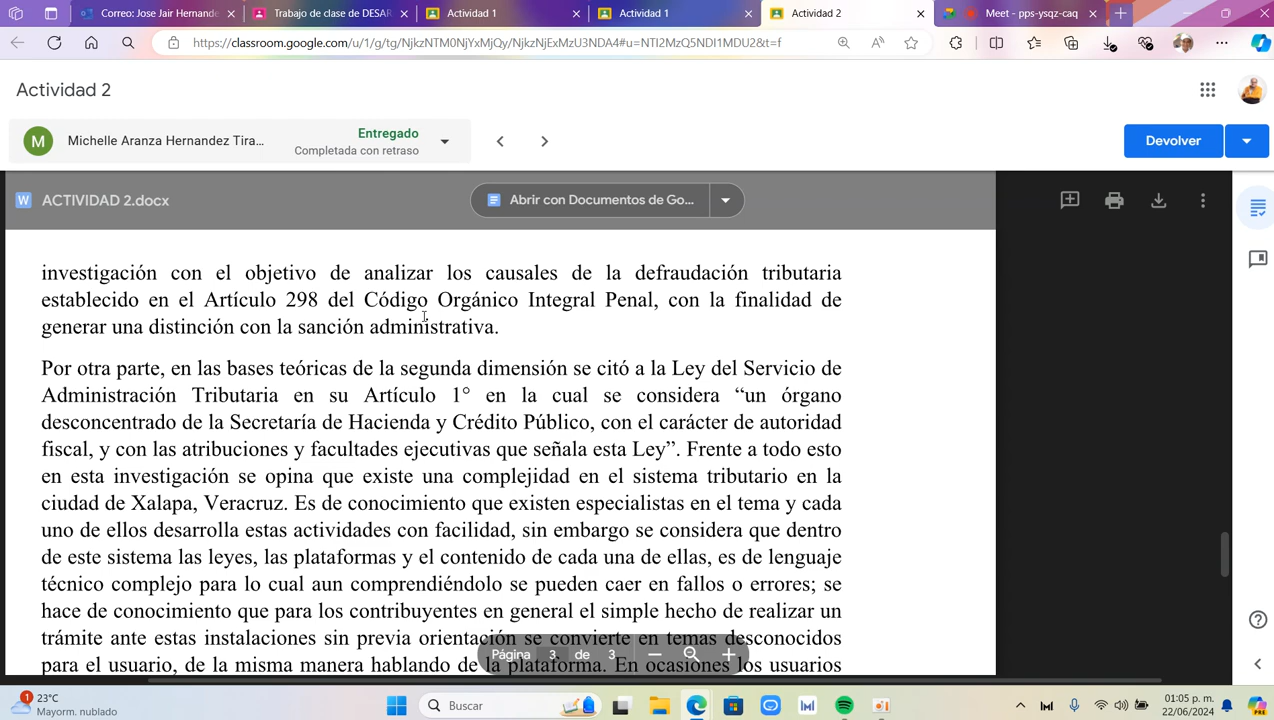 Correo: Jose Jair Hernande
Trabajo de clase de DESAR
Actividad 1
Actividad 1
Actividad 2
Meet - pps-ysqz-caq
https://classroom.google.com/u/1/g/tg/NjkzNTM0NjYxMjQy/NjkzNjExMzU3NDA4#u=NTI2MzQ5NDI1MDU2&t=f
Actividad 2
M
Michelle Aranza Hernandez Tira...
Entregado
Completada con retraso
Devolver
W
ACTIVIDAD 2.docx
Abrir con Documentos de Go...
investigación con el objetivo de analizar los causales de la defraudación tributaria
establecido en el Artículo 298 del Código Orgánico Integral Penal, con la finalidad de
generar una distinción con la sanción administrativa.
Por otra parte, en las bases teóricas de la segunda dimensión se citó a la Ley del Servicio de
Administración Tributaria en su Artículo 1° en la cual se considera “un órgano
desconcentrado de la Secretaría de Hacienda y Crédito Público, con el carácter de autoridad
fiscal, y con las atribuciones y facultades ejecutivas que señala esta Ley”. Frente a todo esto
en esta investigación se opina que existe una complejidad en el sistema tributario en la
ciudad de Xalapa, Veracruz. Es de conocimiento que existen especialistas en el tema y cada
uno de ellos desarrolla estas actividades con facilidad, sin embargo se considera que dentro
de este sistema las leyes, las plataformas y el contenido de cada una de ellas, es de lenguaje
técnico complejo para lo cual aun comprendiéndolo se pueden caer en fallos o errores; se
hace de conocimiento que para los contribuyentes en general el simple hecho de realizar un
trámite ante estas instalaciones sin previa orientación se convierte en temas desconocidos
para el usuario, de la misma manera hablando de la plataforma. En ocasiones los usuarios
Página 3 de 3
1
23°C
Mayorm. nublado
Buscar
01:05 p. m.
22/06/2024